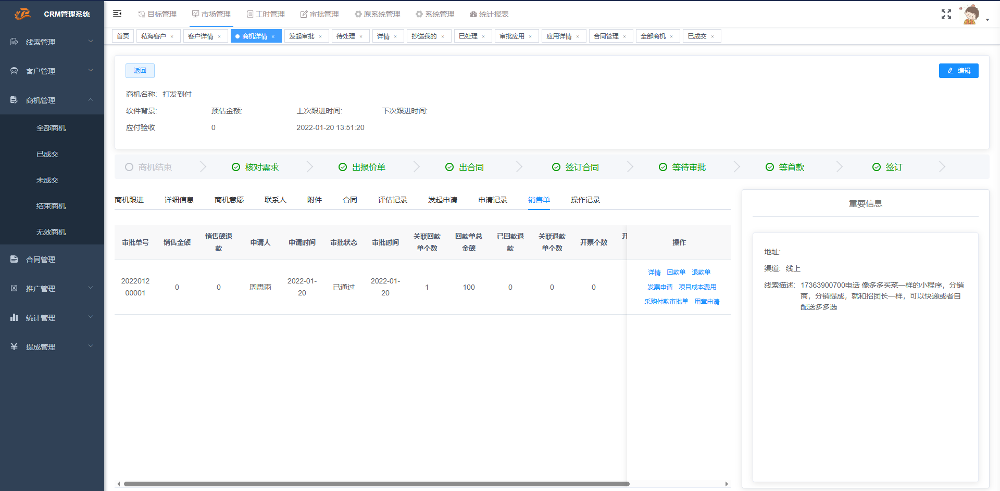 CRM管理系统
目标管理
市场管理
工时管理
审批管理
原系统管理
系统管理
统计报表
首页
私海客户 ×
客户详情 ×
商机详情 ×
发起审批 ×
待处理 ×
详情 ×
抄送我的 ×
已处理 ×
审批应用 ×
应用详情 ×
合同管理 ×
全部商机 ×
已成交 ×
线索管理
客户管理
商机管理
全部商机
已成交
未成交
结束商机
无效商机
合同管理
推广管理
统计管理
提成管理
返回
编辑
商机名称: 打发到付
软件背景: 预估金额: 上次跟进时间: 下次跟进时间:
应付验收 0 2022-01-20 13:51:20
商机结束 核对需求 出报价单 出合同 签订合同 等待审批 等首款 签订
商机跟进 详细信息 商机意愿 联系人 附件 合同 评估记录 发起申请 申请记录 销售单 操作记录
审批单号
销售金额
销售额退
款
申请人
申请时间
审批状态
审批时间
关联回款
单个数
回款单总
金额
已回款退
款
关联退款
单个数
开票个数
操作
2022012
00001
0
0
周思雨
2022-01-
20
已通过
2022-01-
20
1
100
0
0
0
详情 回款单 退款单
发票申请 项目成本费用
采购付款审批单 用章申请
重要信息
地址:
渠道: 线上
线索描述: 17363900700电话 像多多买菜一样的小程序，分销
商，分销提成，就和招团长一样，可以快递或者自
配送多多选